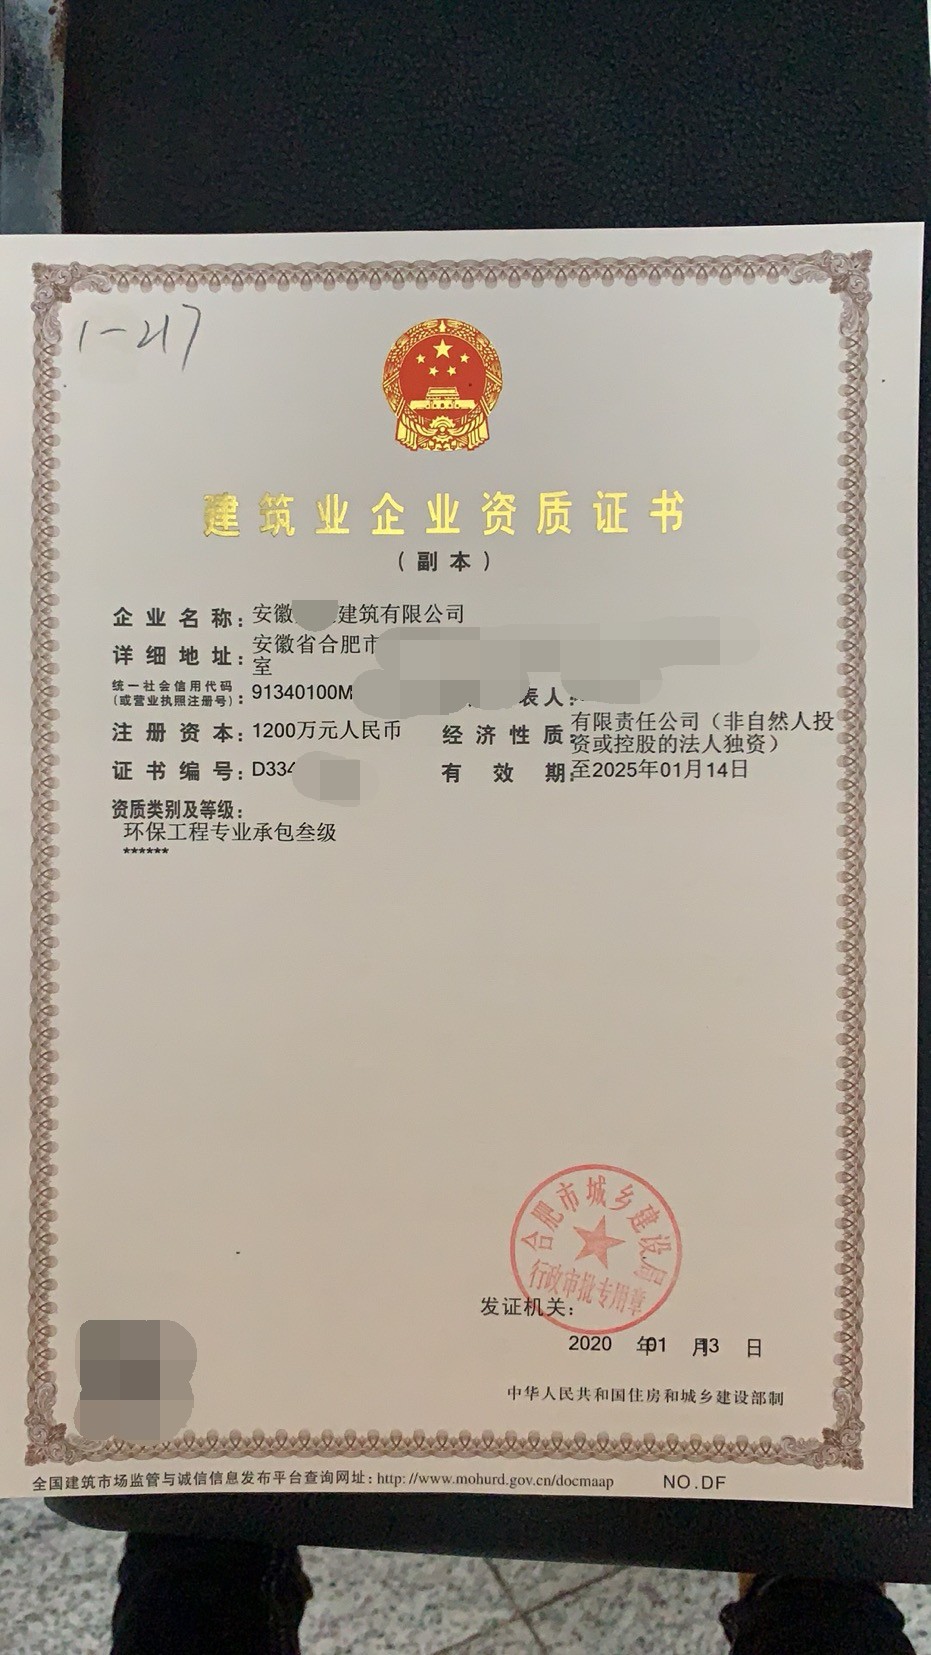 1-217
建筑业企业资质证书
（副本）
企业名称：安徽 建筑有限公司
详细地址：安徽省合肥市
室
统一社会信用代码
（或营业执照注册号）：91340100M
表人：
注册资本：1200万元人民币
经济性质：有限责任公司（非自然人投
资或控股的法人独资）
证书编号：D334
有效期：至2025年01月14日
资质类别及等级：
环保工程专业承包叁级
******
合肥市城乡建设局
行政审批专用章
发证机关：
2020年01月13日
中华人民共和国住房和城乡建设部制
全国建筑市场监管与诚信信息发布平台查询网址：http://www.mohurd.gov.cn/docmaap
NO.DF